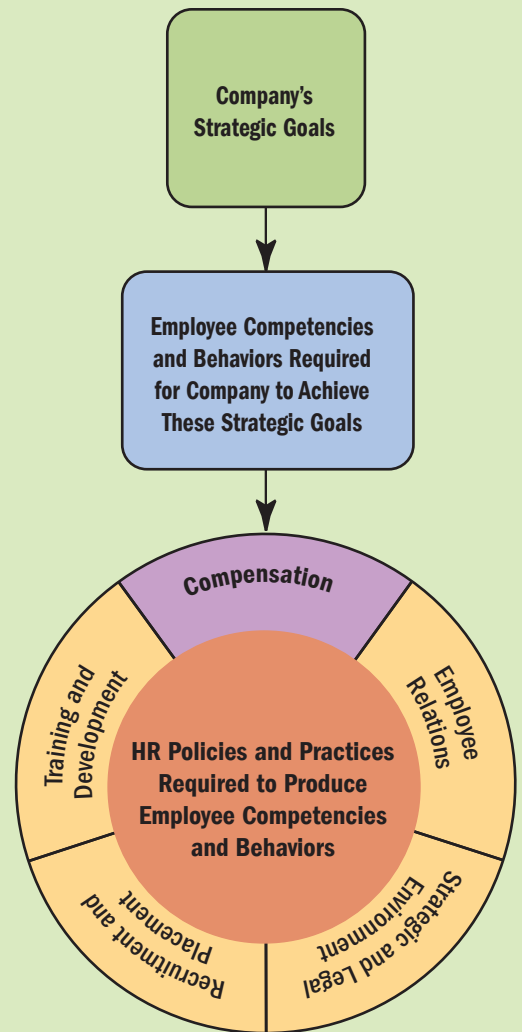 Company's
Strategic Goals
Employee Competencies
and Behaviors Required
for Company to Achieve
These Strategic Goals
Compensation
Employee
Relations
Strategic and Legal
Environment
Recruitment and
Placement
Training and
Development
HR Policies and Practices
Required to Produce
Employee Competencies
and Behaviors